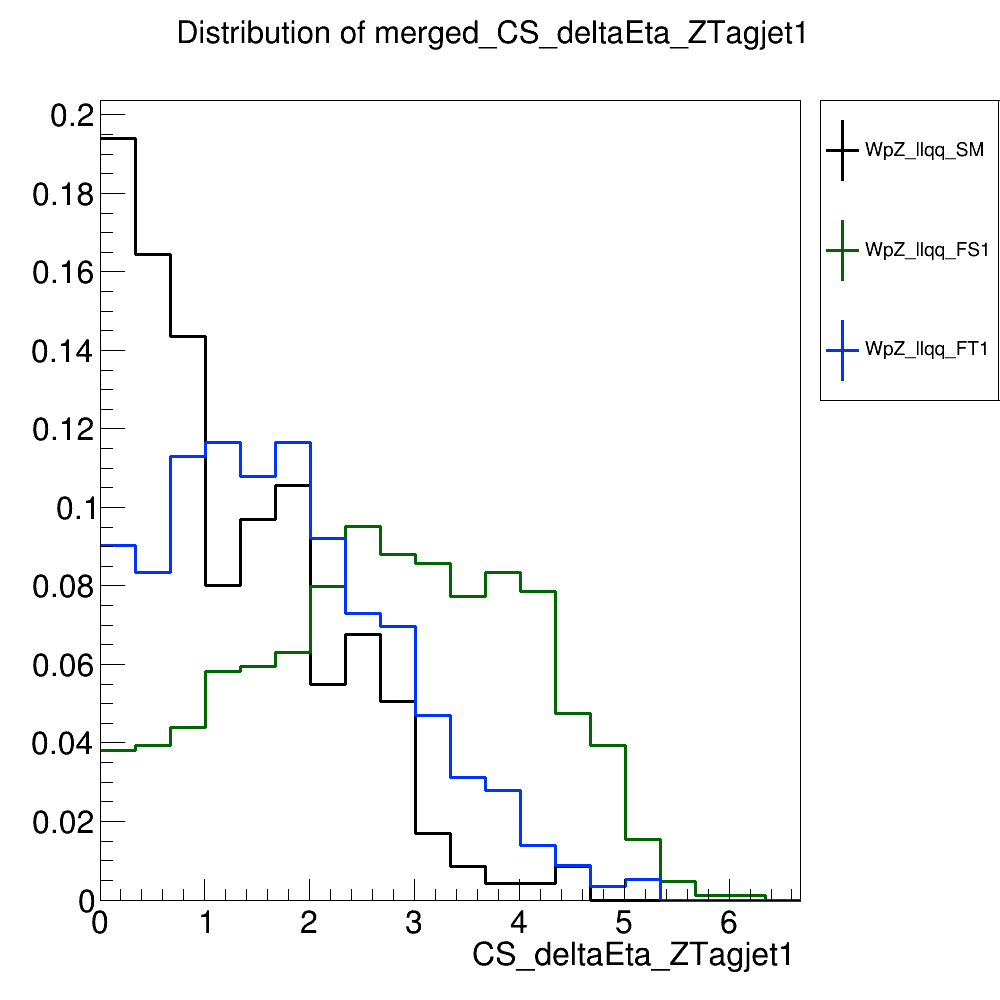 Distribution of merged_CS_deltaEta_ZTagjet1
0.2
0.18
0.16
0.14
0.12
0.1
0.08
0.06
0.04
0.02
0
0 1 2 3 4 5 6
CS_deltaEta_ZTagjet1
WpZ_llqq_SM
WpZ_llqq_FS1
WpZ_llqq_FT1